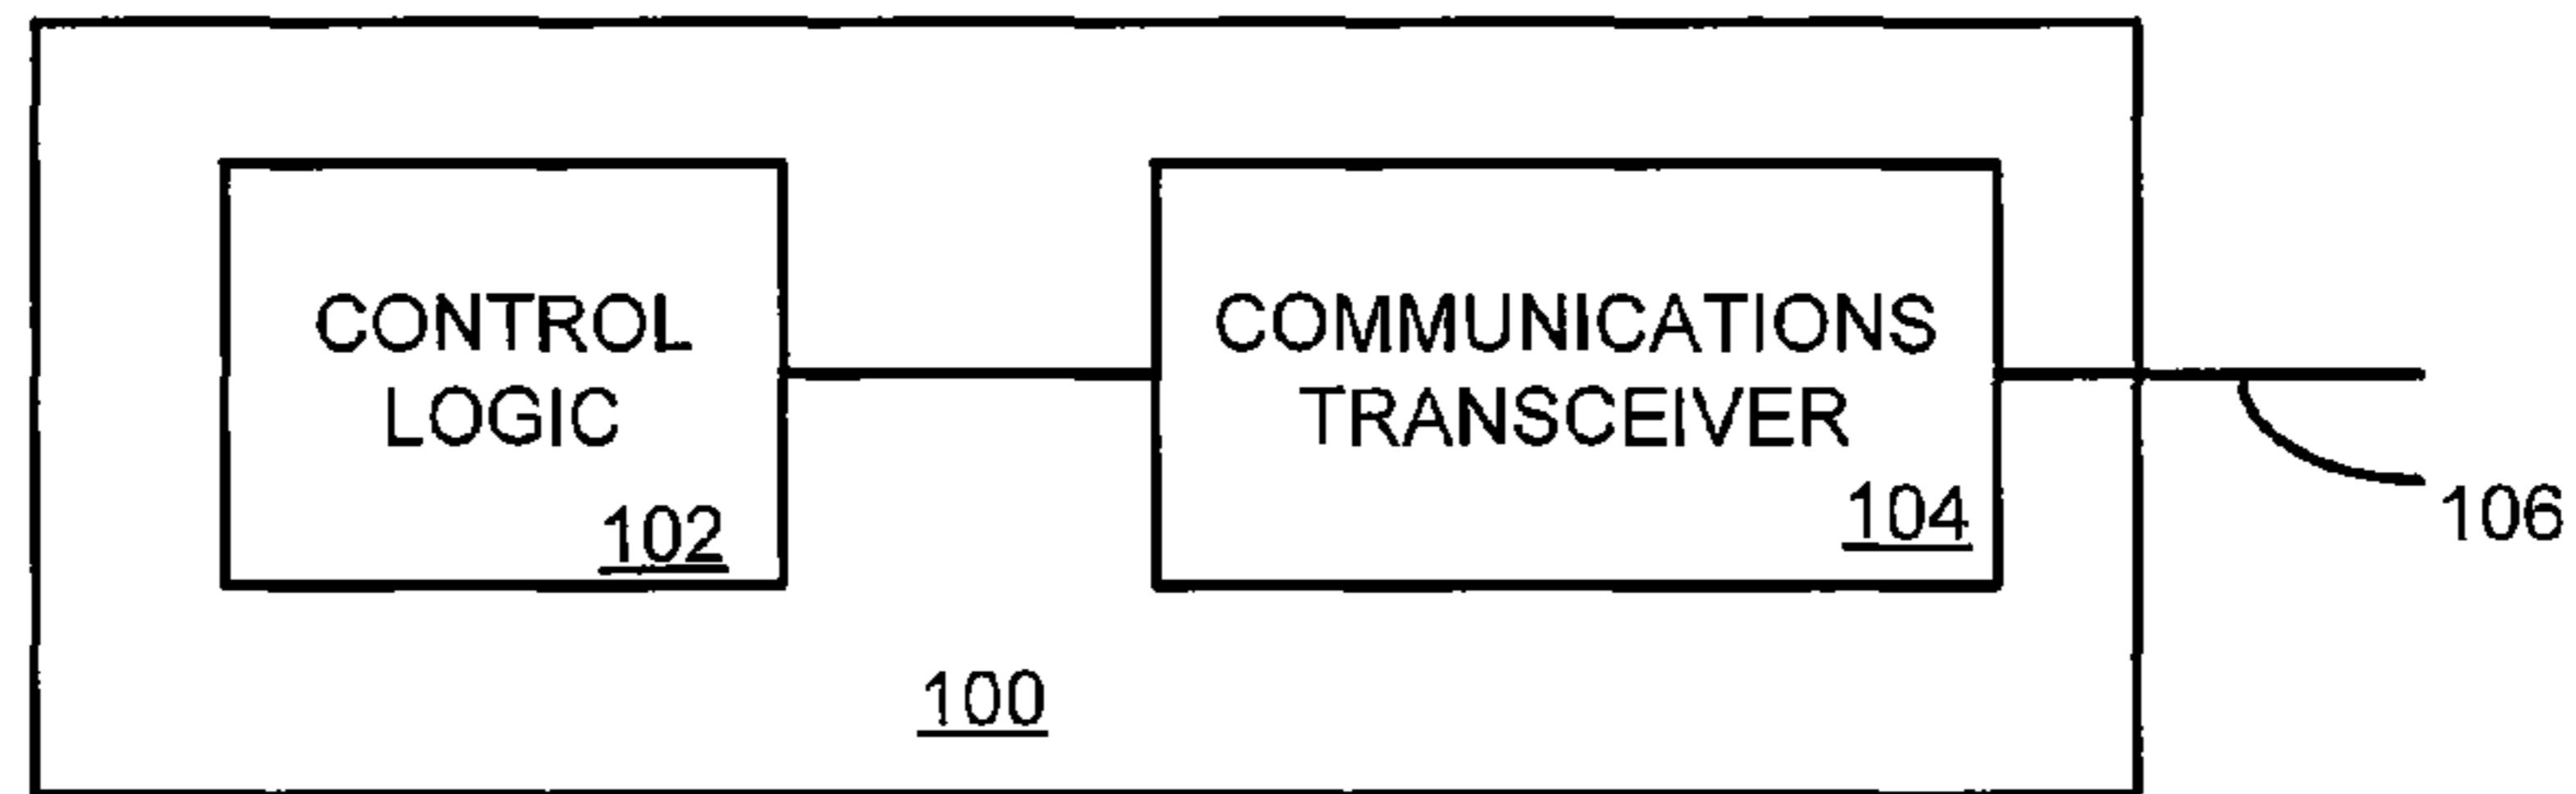 CONTROL
LOGIC
102
COMMUNICATIONS
TRANSCEIVER
104
106
100